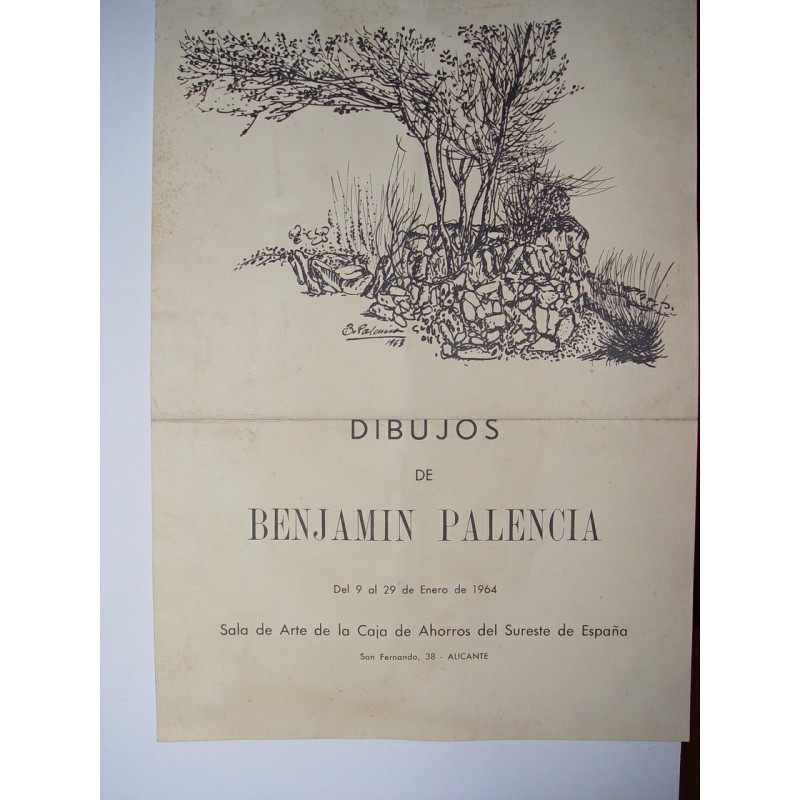 B. Palencia
1963
DIBUJOS
DE
BENJAMIN PALENCIA
Del 9 al 29 de Enero de 1964
Sala de Arte de la Caja de Ahorros del Sureste de España
San Fernando, 38 - ALICANTE